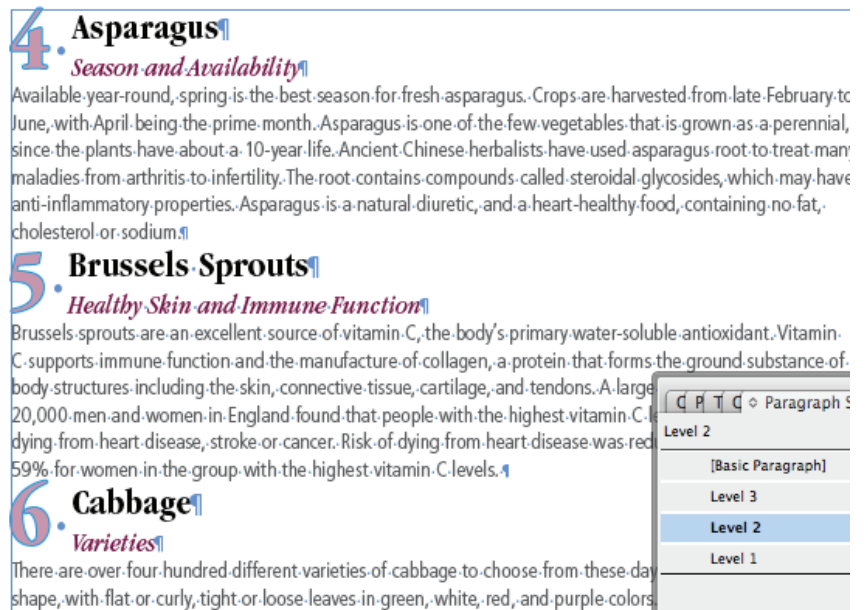 4. Asparagus¶
Season and Availability¶
Available year-round, spring is the best season for fresh asparagus. Crops are harvested from late February to
June, with April being the prime month. Asparagus is one of the few vegetables that is grown as a perennial,
since the plants have about a 10-year life. Ancient Chinese herbalists have used asparagus root to treat many
maladies from arthritis to infertility. The root contains compounds called steroidal glycosides, which may have
anti-inflammatory properties. Asparagus is a natural diuretic, and a heart-healthy food, containing no fat,
cholesterol or sodium.¶
5. Brussels Sprouts¶
Healthy Skin and Immune Function¶
Brussels sprouts are an excellent source of vitamin C, the body’s primary water-soluble antioxidant. Vitamin
C supports immune function and the manufacture of collagen, a protein that forms the ground substance of
body structures including the skin, connective tissue, cartilage, and tendons. A large
20,000 men and women in England found that people with the highest vitamin C
dying from heart disease, stroke or cancer. Risk of dying from heart disease was
59% for women in the group with the highest vitamin C levels. ¶
6. Cabbage¶
Varieties¶
There are over four hundred different varieties of cabbage to choose from these
shape, with flat or curly, tight or loose leaves in green, white, red, and purple colors.
C P T C Paragraph S
Level 2
[Basic Paragraph]
Level 3
Level 2
Level 1